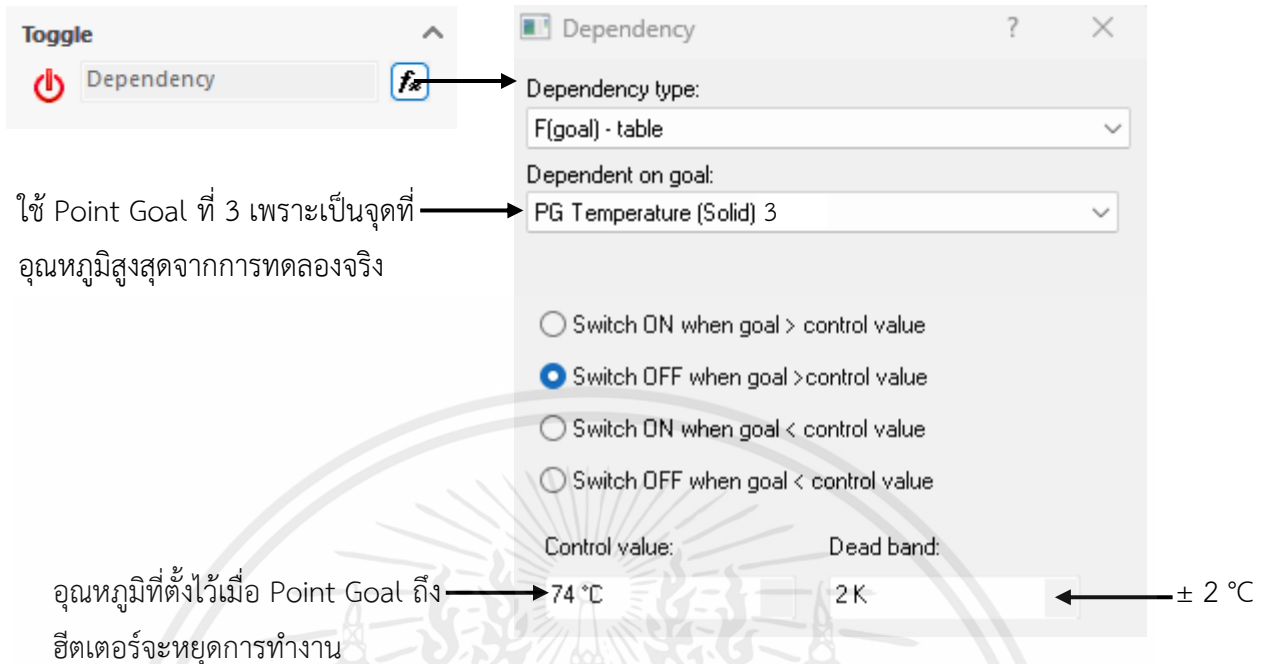 Toggle
Dependency
fx
Dependency
?
Dependency type:
F(goal) - table
Dependent on goal:
PG Temperature (Solid) 3
ใช้ Point Goal ที่ 3 เพราะเป็นจุดที่
อุณหภูมิสูงสุดจากการทดลองจริง
Switch ON when goal > control value
Switch OFF when goal >control value
Switch ON when goal < control value
Switch OFF when goal < control value
Control value:
Dead band:
74 °C
2 K
± 2 °C
อุณหภูมิที่ตั้งไว้เมื่อ Point Goal ถึง
ฮีตเตอร์จะหยุดการทำงาน